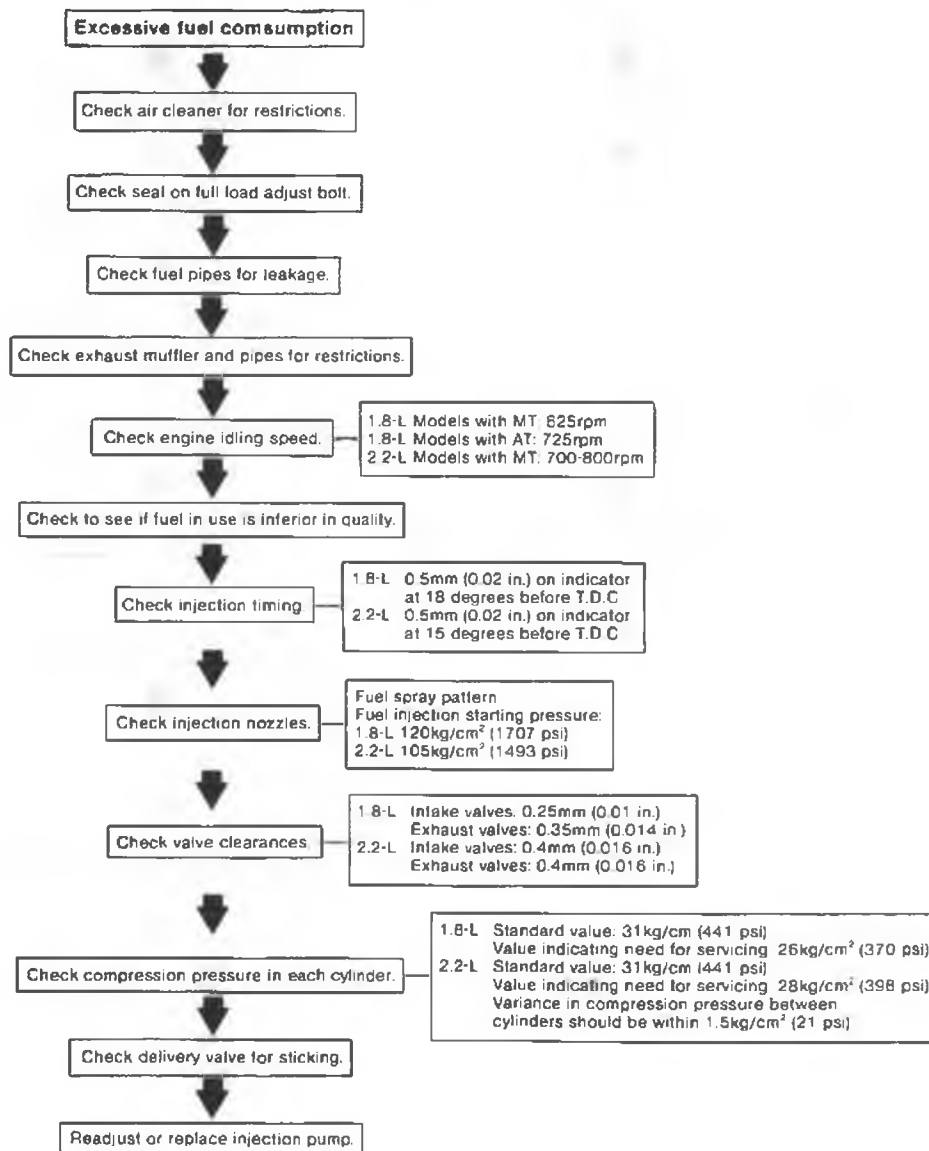 Excessive fuel comsumption
Check air cleaner for restrictions.
Check seal on full load adjust bolt.
Check fuel pipes for leakage.
Check exhaust muffler and pipes for restrictions.
Check engine idling speed.
1.8-L Models with MT: 625rpm
1.8-L Models with AT: 725rpm
2.2-L Models with MT: 700-800rpm
Check to see if fuel in use is inferior in quality.
Check injection timing.
1.8-L 0.5mm (0.02 in.) on indicator
at 18 degrees before T.D.C
2.2-L 0.5mm (0.02 in.) on indicator
at 15 degrees before T.D.C
Check injection nozzles.
Fuel spray pattern
Fuel injection starting pressure:
1.8-L 120kg/cm² (1707 psi)
2.2-L 105kg/cm² (1493 psi)
Check valve clearances.
1.8-L Intake valves: 0.25mm (0.01 in.)
Exhaust valves: 0.35mm (0.014 in)
2.2-L Intake valves: 0.4mm (0.016 in.)
Exhaust valves: 0.4mm (0.016 in.)
Check compression pressure in each cylinder.
1.8-L Standard value: 31kg/cm (441 psi)
Value indicating need for servicing 26kg/cm² (370 psi)
2.2-L Standard value: 31kg/cm (441 psi)
Value indicating need for servicing 28kg/cm² (398 psi)
Variance in compression pressure between
cylinders should be within 1.5kg/cm² (21 psi)
Check delivery valve for sticking.
Readjust or replace injection pump.